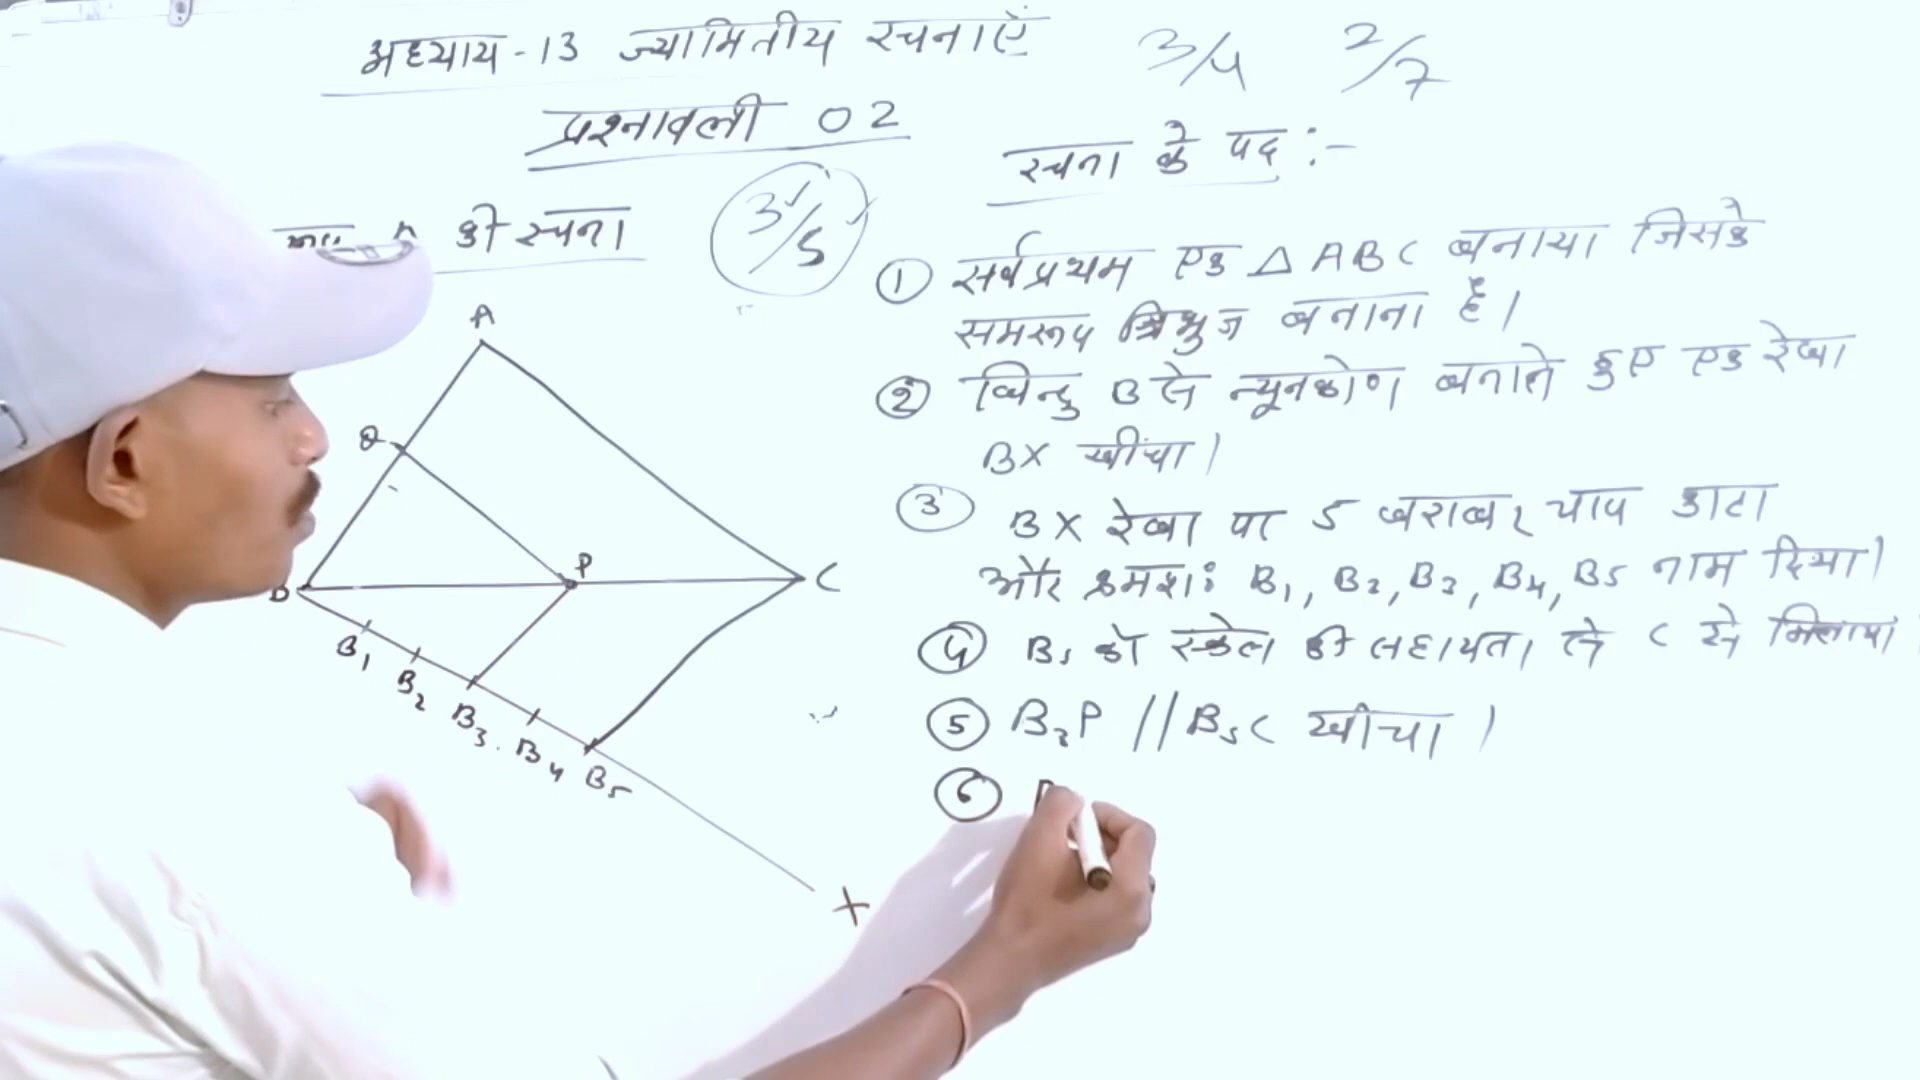 अध्याय-13 ज्यामितीय रचनाएँ
3/4 2/7
प्रश्नावली 02
की रचना
3/5
A
Q
P
B
C
B1
B2
B3
B4
B5
X
रचना के पद :-
① सर्वप्रथम एक △ ABC बनाया जिसके
समरूप त्रिभुज बनाना है।
② बिन्दु B से न्यूनकोण बनाते हुए एक रेखा
BX खींचा।
③ BX रेखा पर 5 बराबर चाप काटा
और क्रमशः B1, B2, B3, B4, B5 नाम दिया।
④ B5 को स्केल की सहायता से C से मिलाया
⑤ B3P // B5C खींचा।
⑥